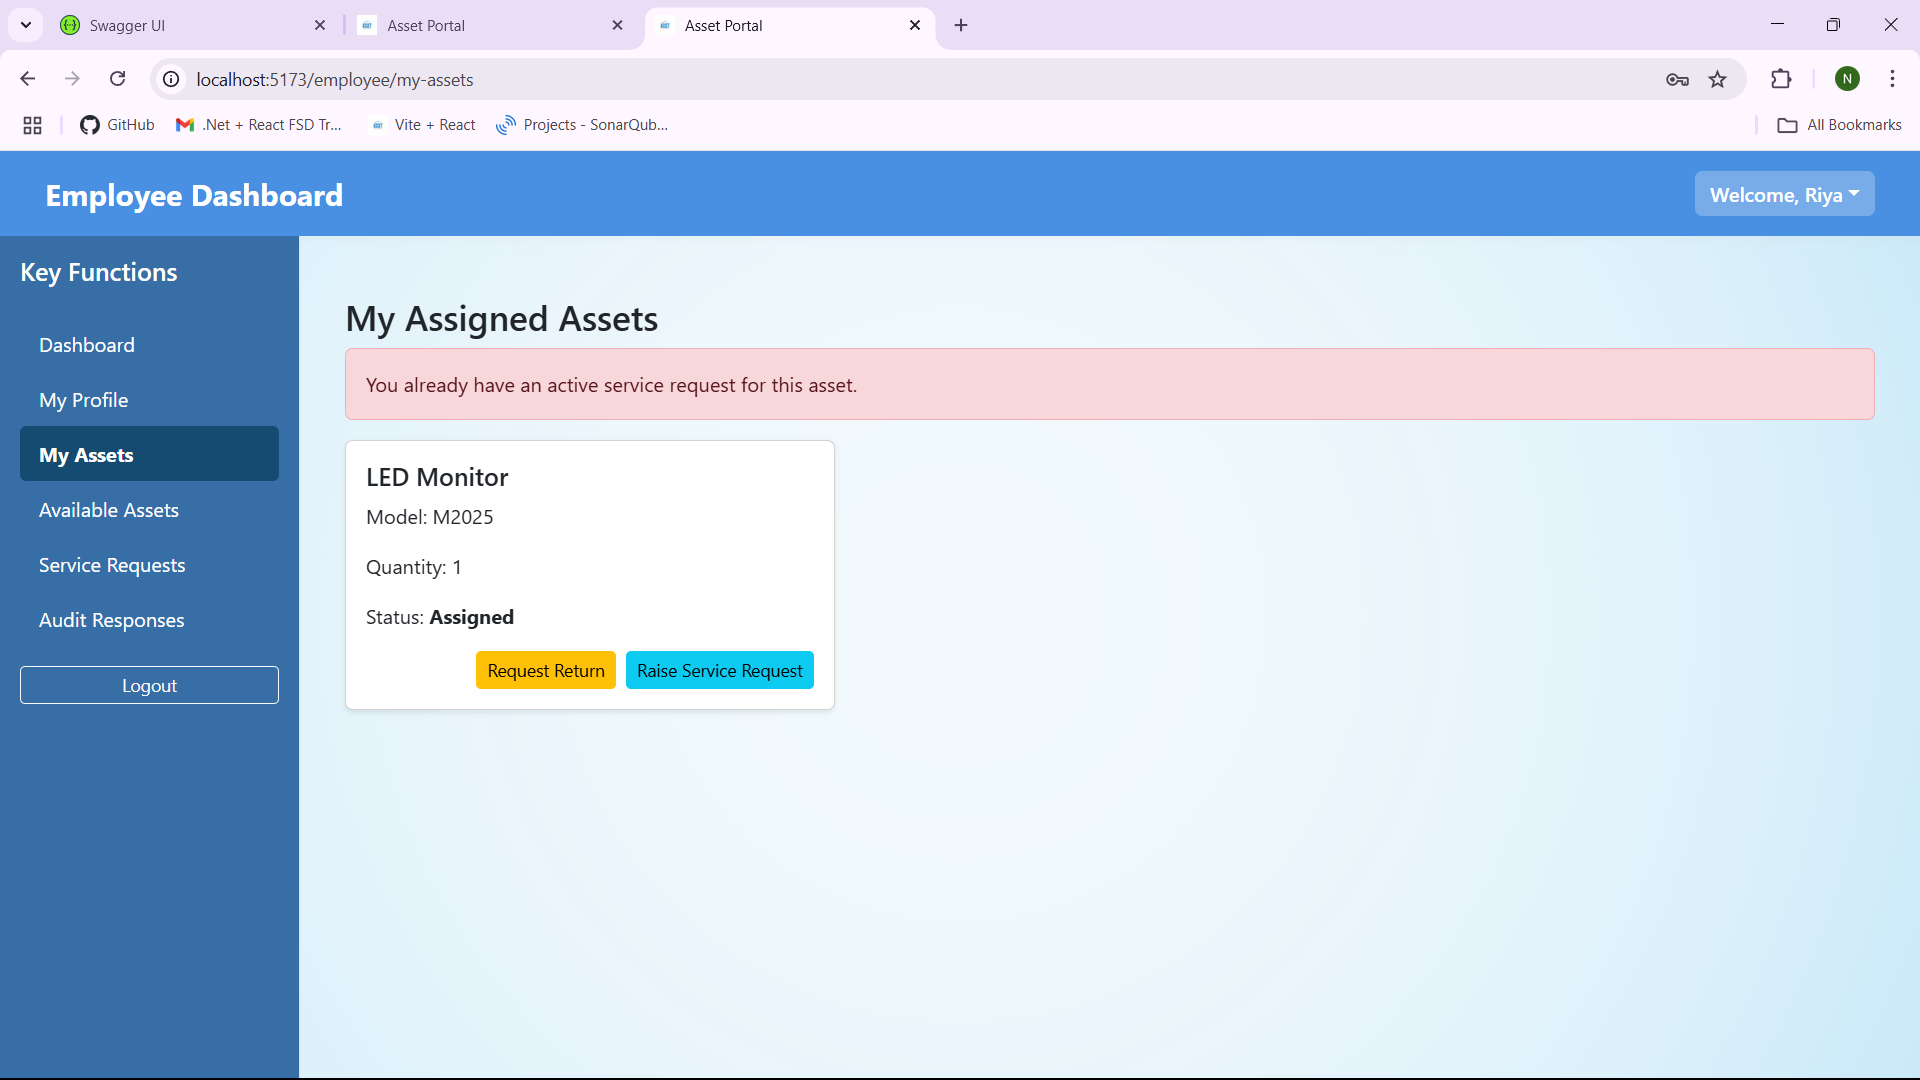 Swagger UI
Asset Portal
Asset Portal
localhost:5173/employee/my-assets
N
GitHub
.Net + React FSD Tr...
Vite + React
Projects - SonarQub...
All Bookmarks
Employee Dashboard
Welcome, Riya
Key Functions
Dashboard
My Profile
My Assets
Available Assets
Service Requests
Audit Responses
Logout
My Assigned Assets
You already have an active service request for this asset.
LED Monitor
Model: M2025
Quantity: 1
Status: Assigned
Request Return
Raise Service Request